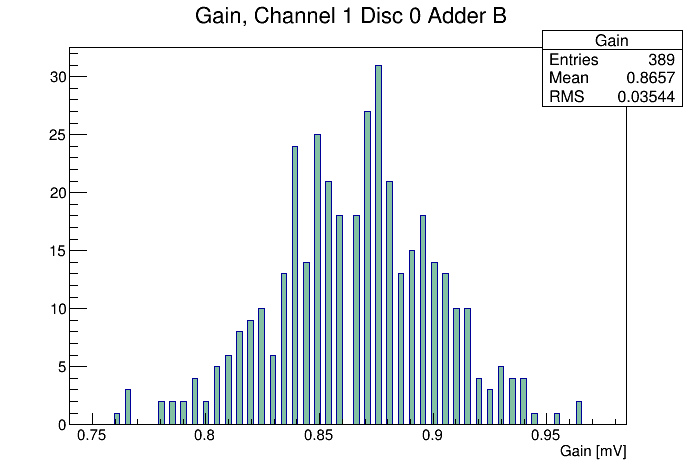 Gain, Channel 1 Disc 0 Adder B
Gain
Entries 389
Mean 0.8657
RMS 0.03544
30
25
20
15
10
5
0
0.75 0.8 0.85 0.9 0.95
Gain [mV]